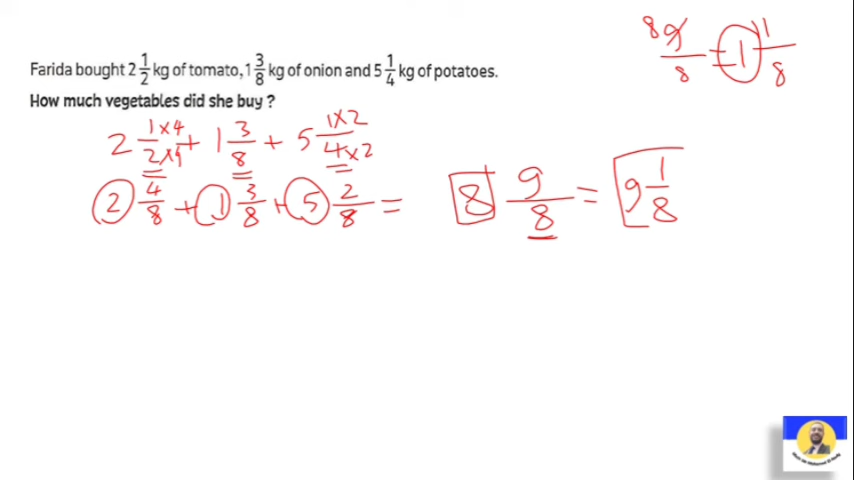 Farida bought 2 1/2 kg of tomato, 1 3/8 kg of onion and 5 1/4 kg of potatoes.
How much vegetables did she buy ?
2 1×4/2×4 + 1 3/8 + 5 1×2/4×2
2 4/8 + 1 3/8 + 5 2/8 = 8 9/8 = 9 1/8
8 9/8 = 1 1/8